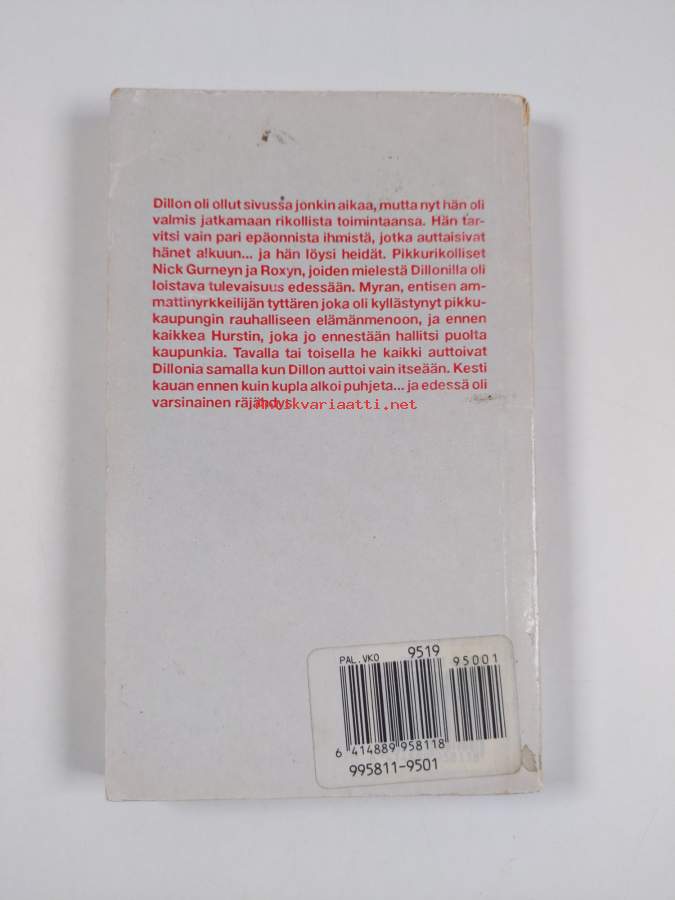 Dillon oli ollut sivussa jonkin aikaa, mutta nyt hän oli
valmis jatkamaan rikollista toimintaansa. Hän tar-
vitsi vain pari epäonnista ihmistä, jotka auttaisivat
hänet alkuun... ja hän löysi heidät. Pikkurikolliset
Nick Gurneyn ja Roxyn, joiden mielestä Dillonilla oli
loistava tulevaisuus edessään. Myran, entisen am-
mattinyrkkeilijän tyttären joka oli kyllästynyt pikku-
kaupungin rauhalliseen elämänmenoon, ja ennen
kaikkea Hurstin, joka jo ennestään hallitsi puolta
kaupunkia. Tavalla tai toisella he kaikki auttoivat
Dillonia samalla kun Dillon auttoi vain itseään. Kesti
kauan ennen kuin kupla alkoi puhjeta... ja edessä oli
varsinainen räjähdys!
Antikvariaatti.net
PAL.VKO 9519
95001
6 414889 958118
995811-9501